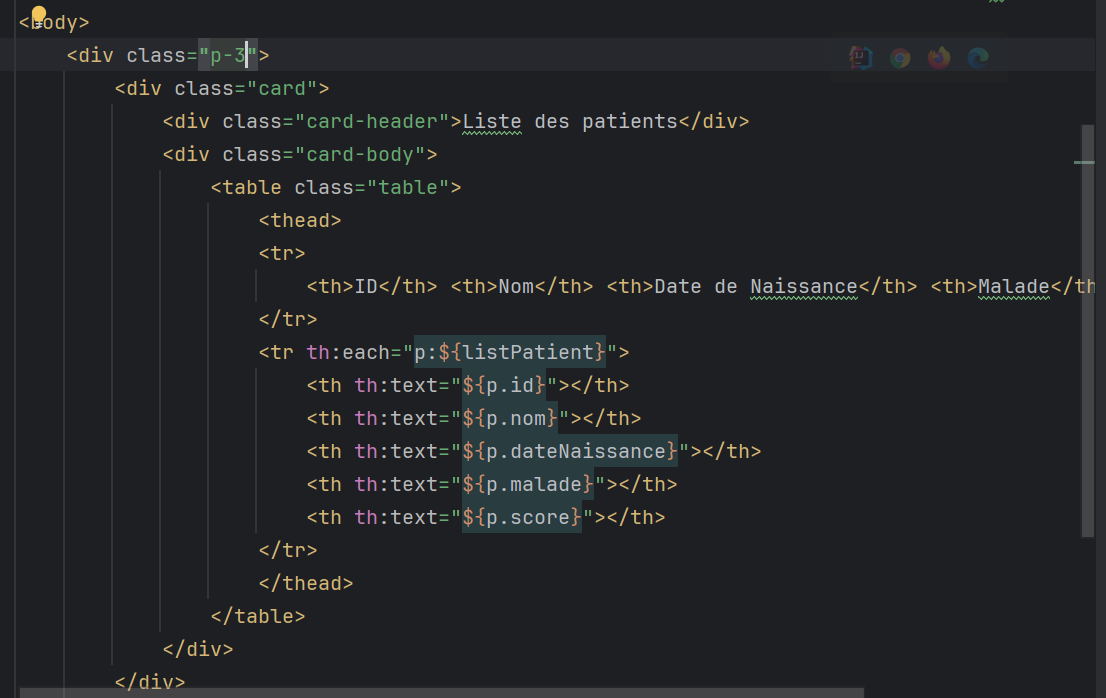 <body>
<div class="p-3">
<div class="card">
<div class="card-header">Liste des patients</div>
<div class="card-body">
<table class="table">
<thead>
<tr>
<th>ID</th> <th>Nom</th> <th>Date de Naissance</th> <th>Malade</th
</tr>
<tr th:each="p:${listPatient}">
<th th:text="${p.id}"></th>
<th th:text="${p.nom}"></th>
<th th:text="${p.dateNaissance}"></th>
<th th:text="${p.malade}"></th>
<th th:text="${p.score}"></th>
</tr>
</thead>
</table>
</div>
</div>